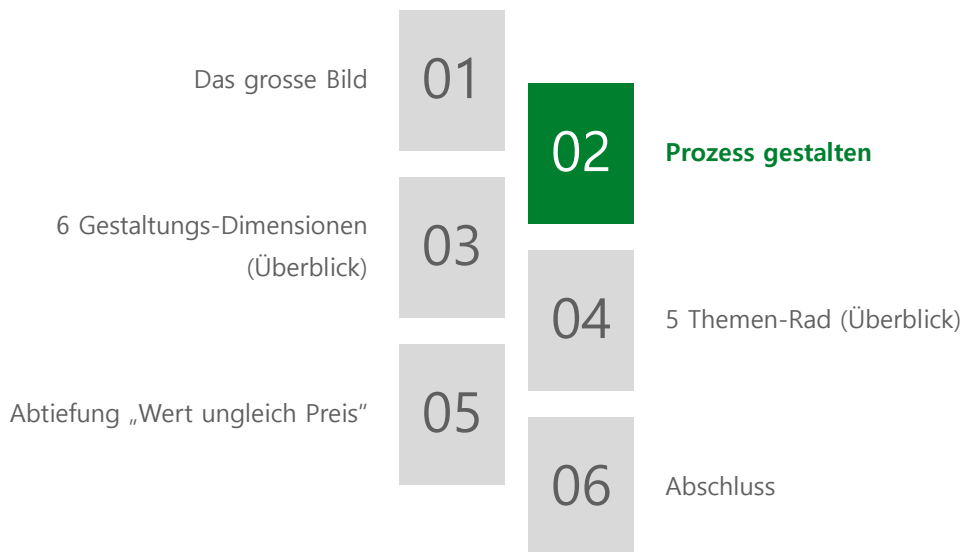 Das grosse Bild
01
02
Prozess gestalten
6 Gestaltungs-Dimensionen
(Überblick)
03
04
5 Themen-Rad (Überblick)
Abtiefung „Wert ungleich Preis“
05
06
Abschluss